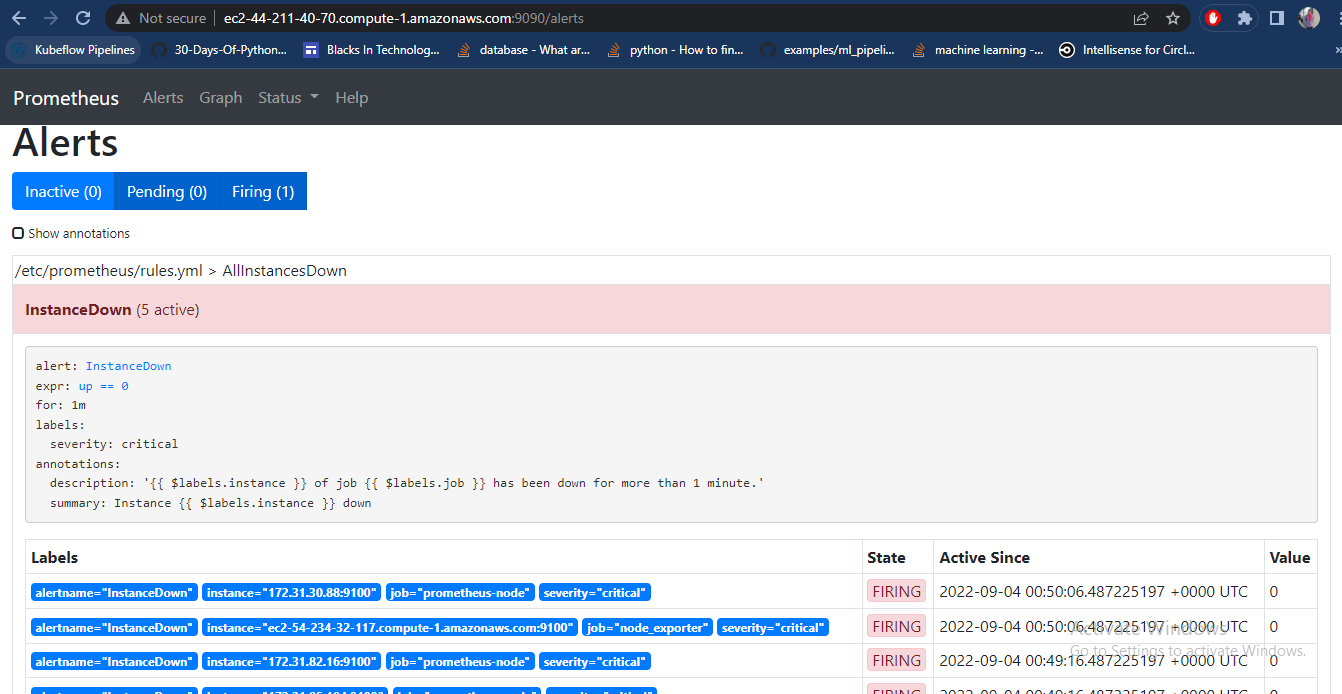 Not secure | ec2-44-211-40-70.compute-1.amazonaws.com:9090/alerts
Kubeflow Pipelines 30-Days-Of-Python... Blacks In Technolog... database - What ar... python - How to fin... examples/ml_pipeli... machine learning -... Intellisense for Circl... »
Prometheus Alerts Graph Status Help
Alerts
Inactive (0) Pending (0) Firing (1)
Show annotations
/etc/prometheus/rules.yml > AllInstancesDown
InstanceDown (5 active)
alert: InstanceDown
expr: up == 0
for: 1m
labels:
severity: critical
annotations:
description: '{{ $labels.instance }} of job {{ $labels.job }} has been down for more than 1 minute.'
summary: Instance {{ $labels.instance }} down
Labels State Active Since Value
alertname="InstanceDown" instance="172.31.30.88:9100" job="prometheus-node" severity="critical" FIRING 2022-09-04 00:50:06.487225197 +0000 UTC 0
alertname="InstanceDown" instance="ec2-54-234-32-117.compute-1.amazonaws.com:9100" job="node_exporter" severity="critical" FIRING 2022-09-04 00:50:06.487225197 +0000 UTC 0
Activate Windows
Go to Settings to activate Windows.
alertname="InstanceDown" instance="172.31.82.16:9100" job="prometheus-node" severity="critical" FIRING 2022-09-04 00:49:16.487225197 +0000 UTC 0